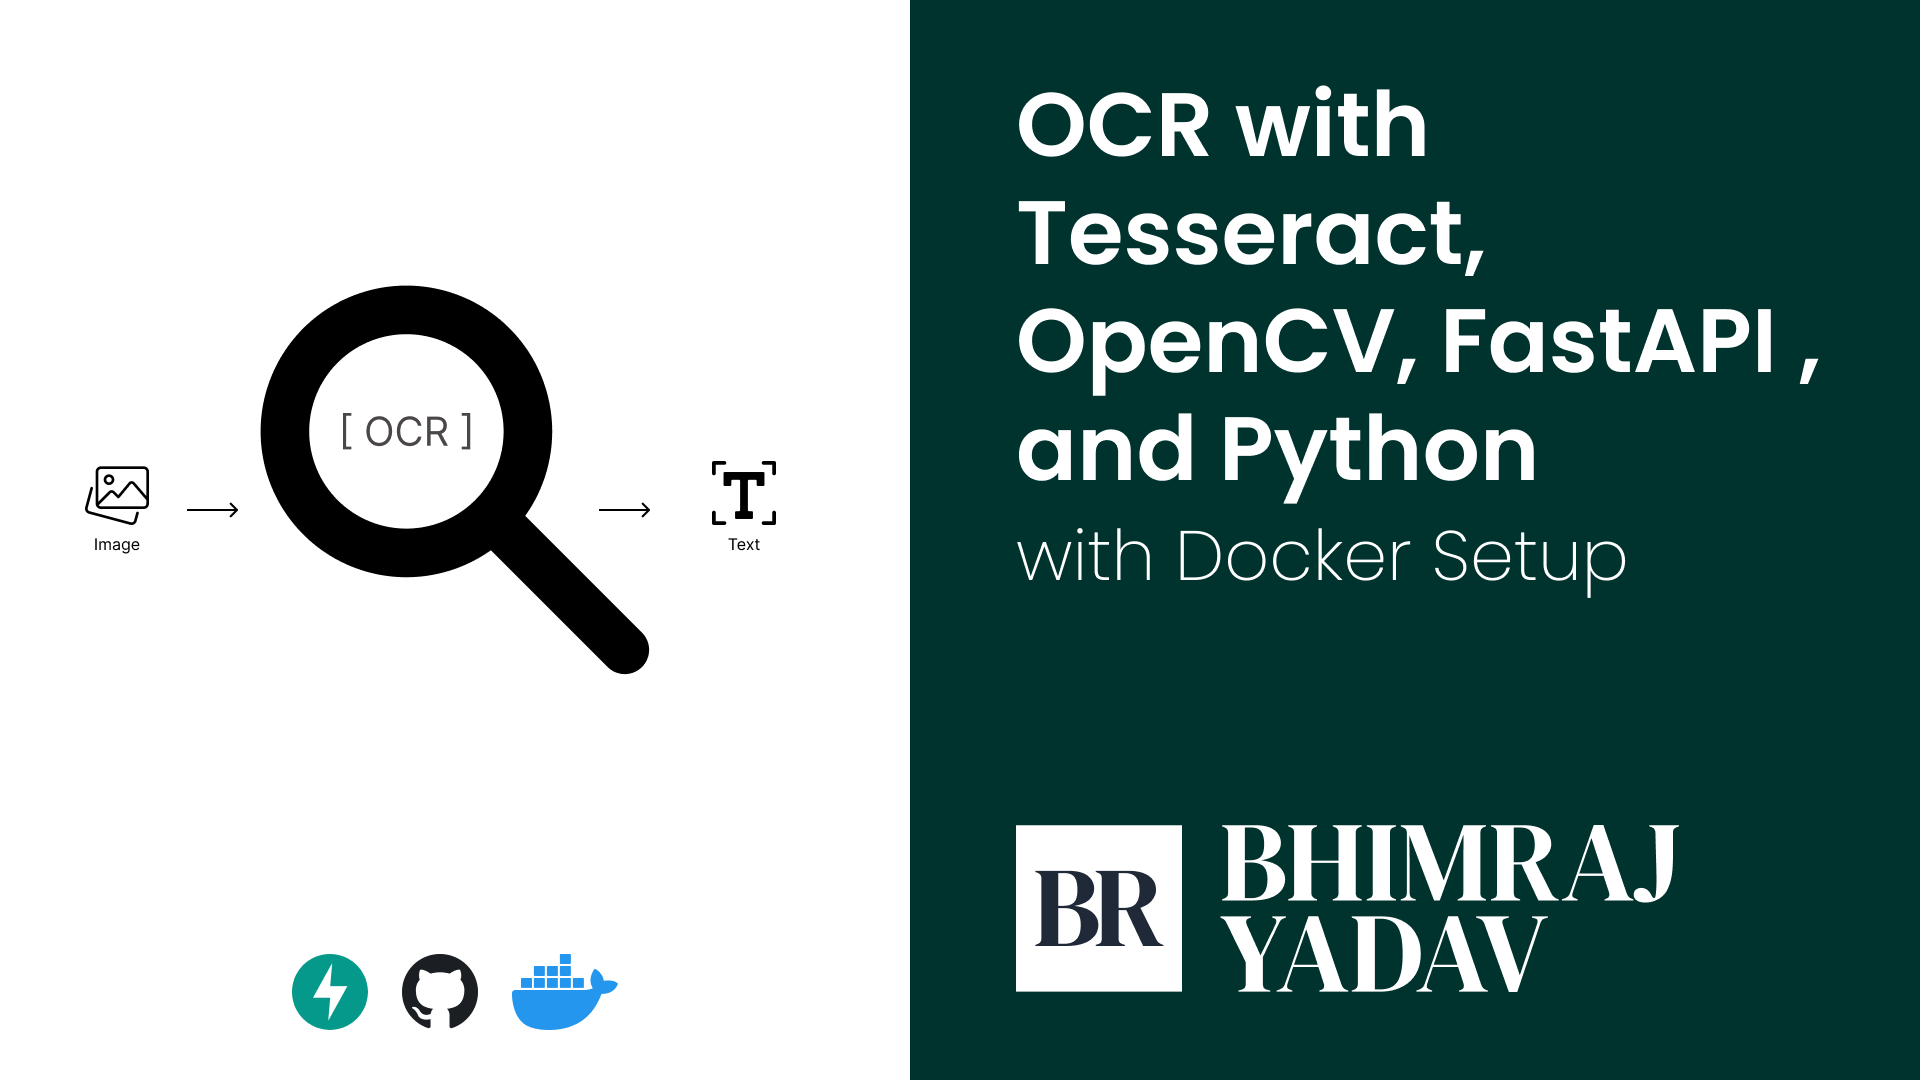 [ OCR ]
Image
T
Text
OCR with
Tesseract,
OpenCV, FastAPI ,
and Python
with Docker Setup
BR
BHIMRAJ
YADAV